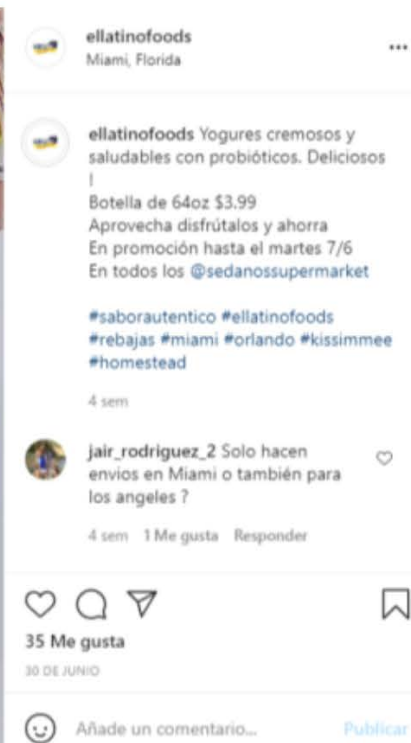 ellatinofoods
Miami, Florida
ellatinofoods Yogures cremosos y
saludables con probióticos. Deliciosos
!
Botella de 64oz $3.99
Aprovecha disfrútalos y ahorra
En promoción hasta el martes 7/6
En todos los @sedanossupermarket
#saborautentico #ellatinofoods
#rebajas #miami #orlando #kissimmee
#homestead
4 sem
jair_rodriguez_2 Solo hacen
envios en Miami o también para
los angeles ?
4 sem 1 Me gusta Responder
35 Me gusta
30 DE JUNIO
Añade un comentario...
Publicar